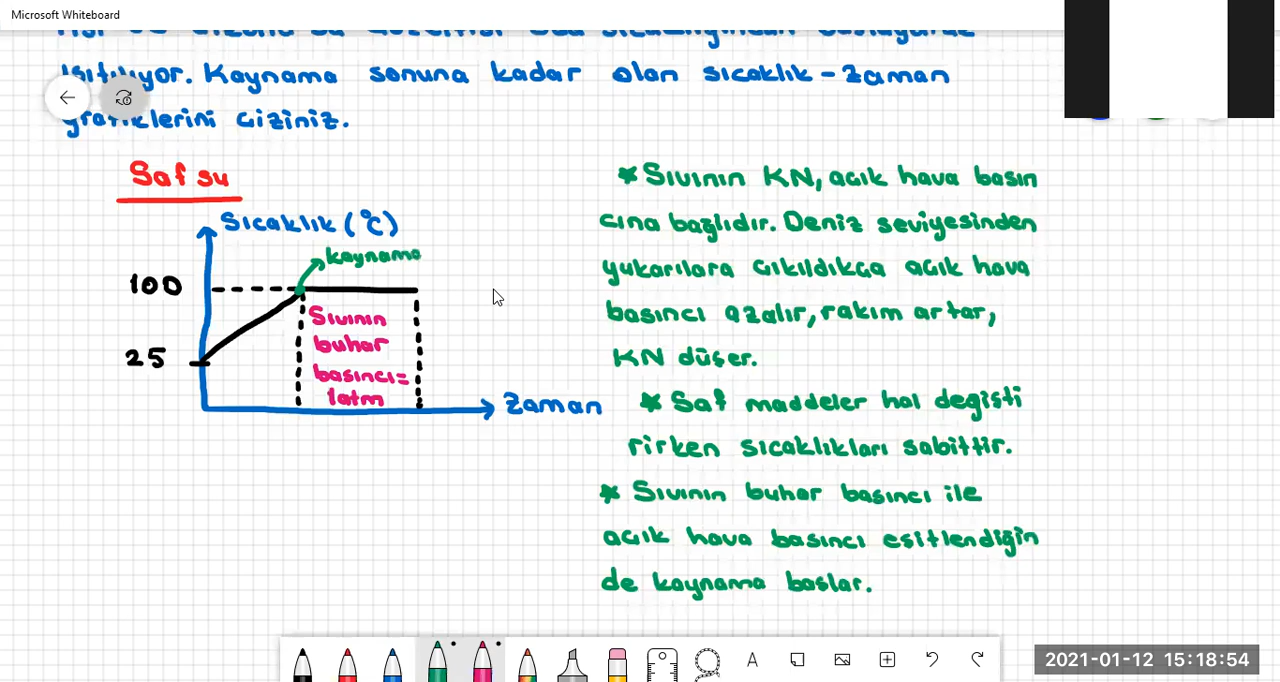 Microsoft Whiteboard
ısıtılıyor. Kaynama sonuna kadar olan sıcaklık - zaman
grafiklerini çiziniz.
Saf su
Sıcaklık (°C)
kaynama
100
Sıvının
buhar
basıncı=
1atm
25
Zaman
* Sıvının KN, açık hava basın
cına bağlıdır. Deniz seviyesinden
yukarılara çıkıldıkça açık hava
basıncı azalır, rakım artar,
KN düşer.
* Saf maddeler hal değişti
rirken sıcaklıkları sabittir.
* Sıvının buhar basıncı ile
açık hava basıncı eşitlendiğin
de kaynama başlar.
2021-01-12 15:18:54